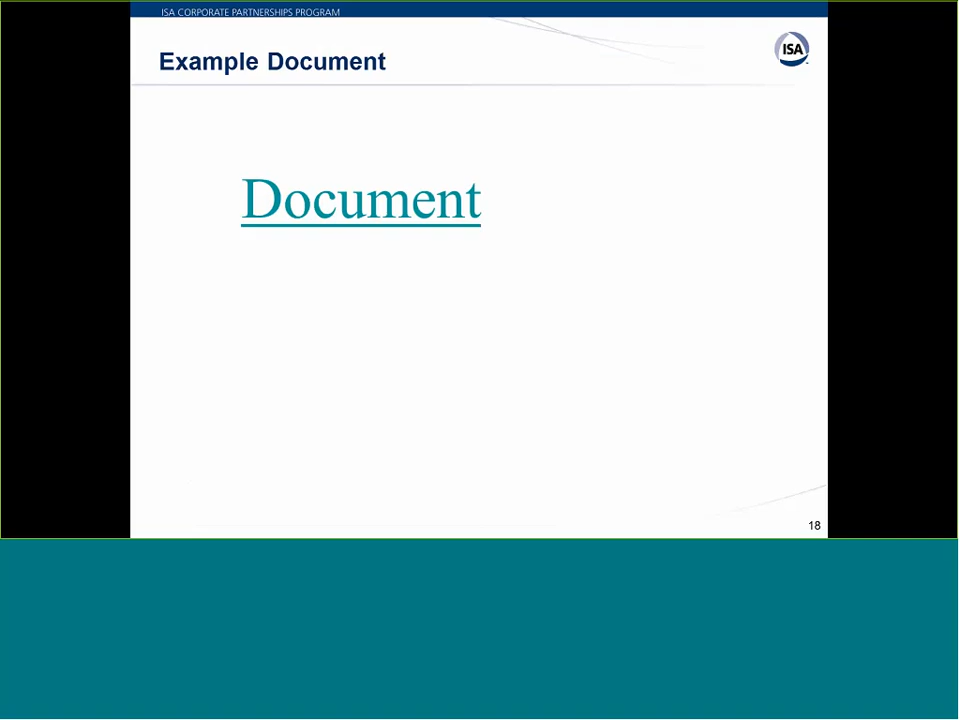 ISA CORPORATE PARTNERSHIPS PROGRAM
Example Document
ISA
Document
18